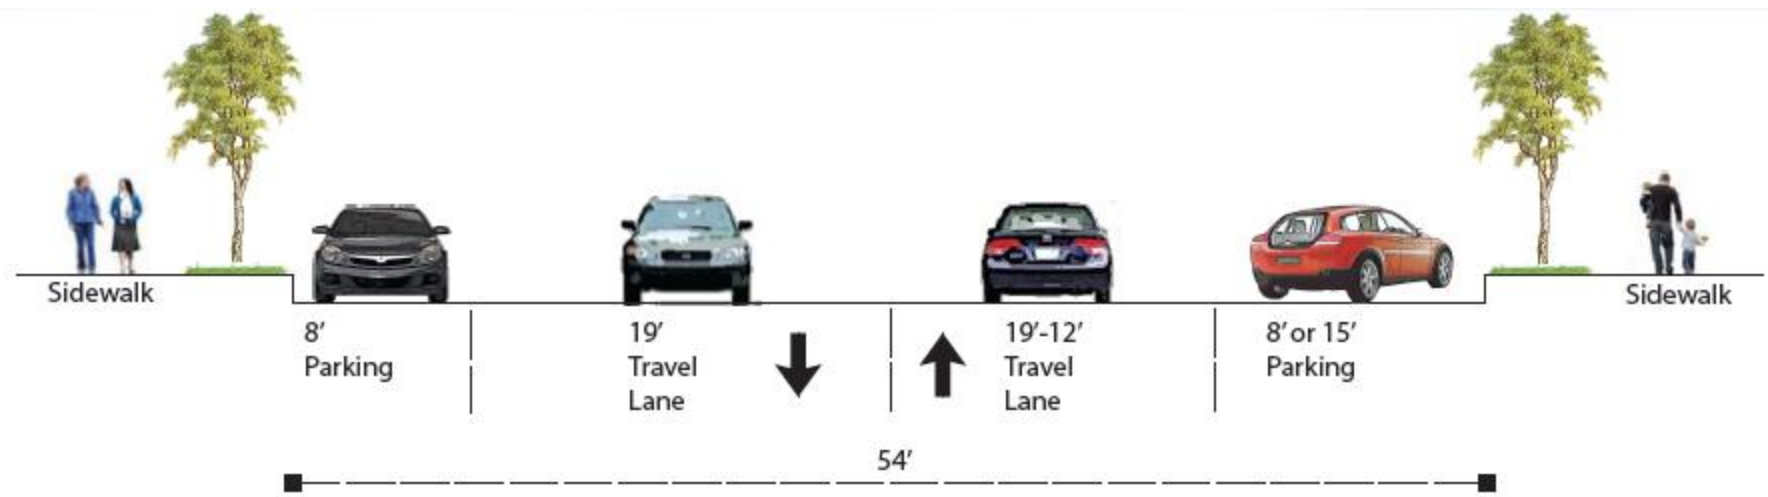 Sidewalk
8’
Parking
19’
Travel
Lane
19’-12’
Travel
Lane
8’ or 15’
Parking
Sidewalk
54’